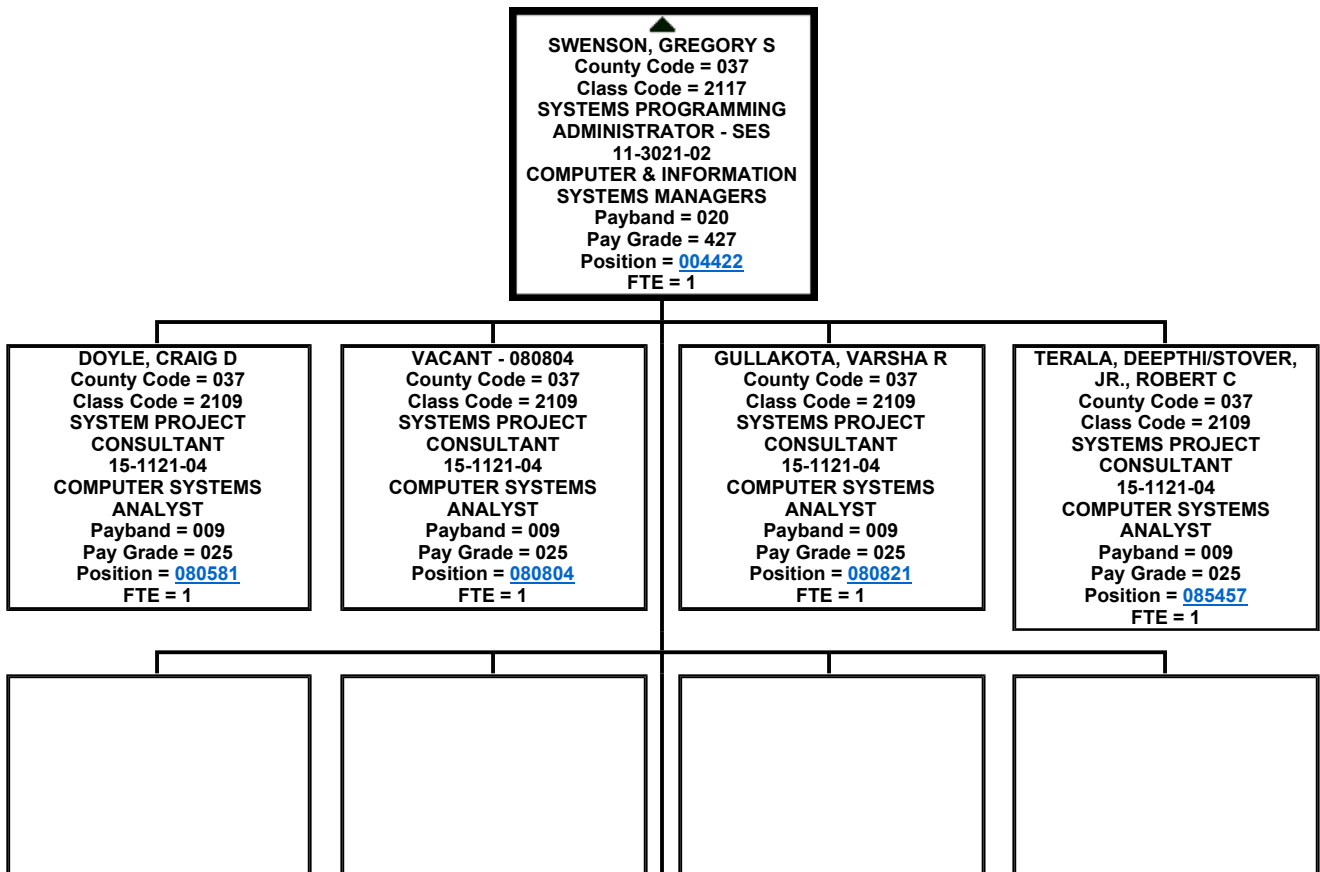 SWENSON, GREGORY S
County Code = 037
Class Code = 2117
SYSTEMS PROGRAMMING
ADMINISTRATOR - SES
11-3021-02
COMPUTER & INFORMATION
SYSTEMS MANAGERS
Payband = 020
Pay Grade = 427
Position = 004422
FTE = 1
DOYLE, CRAIG D
County Code = 037
Class Code = 2109
SYSTEM PROJECT
CONSULTANT
15-1121-04
COMPUTER SYSTEMS
ANALYST
Payband = 009
Pay Grade = 025
Position = 080581
FTE = 1
VACANT - 080804
County Code = 037
Class Code = 2109
SYSTEMS PROJECT
CONSULTANT
15-1121-04
COMPUTER SYSTEMS
ANALYST
Payband = 009
Pay Grade = 025
Position = 080804
FTE = 1
GULLAKOTA, VARSHA R
County Code = 037
Class Code = 2109
SYSTEMS PROJECT
CONSULTANT
15-1121-04
COMPUTER SYSTEMS
ANALYST
Payband = 009
Pay Grade = 025
Position = 080821
FTE = 1
TERALA, DEEPTHI/STOVER,
JR., ROBERT C
County Code = 037
Class Code = 2109
SYSTEMS PROJECT
CONSULTANT
15-1121-04
COMPUTER SYSTEMS
ANALYST
Payband = 009
Pay Grade = 025
Position = 085457
FTE = 1